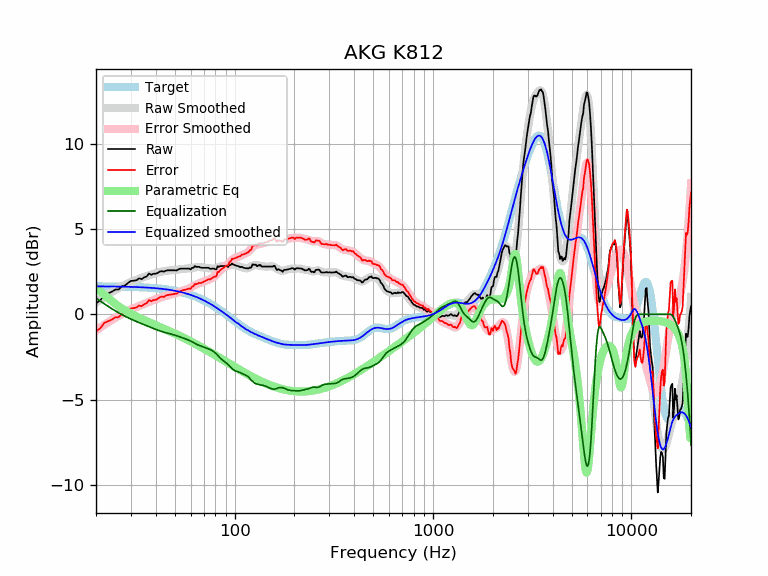 AKG K812
Target
Raw Smoothed
Error Smoothed
Raw
Error
Parametric Eq
Equalization
Equalized smoothed
10
5
0
−5
−10
Amplitude (dBr)
100
1000
10000
Frequency (Hz)